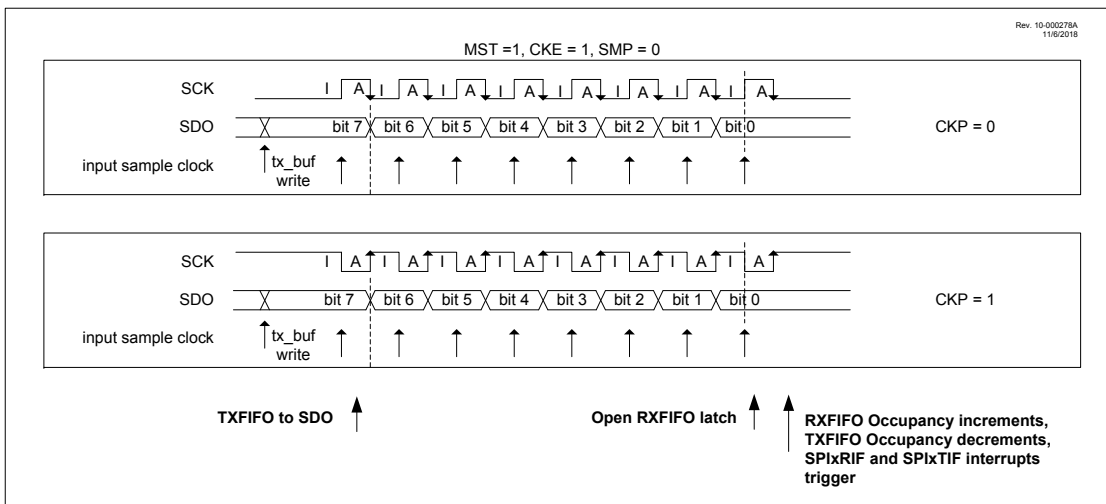 Rev. 10-000278A
11/6/2018
MST =1, CKE = 1, SMP = 0
SCK I A I A I A I A I A I A I A I A
SDO bit 7 bit 6 bit 5 bit 4 bit 3 bit 2 bit 1 bit 0 CKP = 0
input sample clock tx_buf
write
SCK I A I A I A I A I A I A I A I A
SDO bit 7 bit 6 bit 5 bit 4 bit 3 bit 2 bit 1 bit 0 CKP = 1
input sample clock tx_buf
write
TXFIFO to SDO Open RXFIFO latch RXFIFO Occupancy increments,
TXFIFO Occupancy decrements,
SPIxRIF and SPIxTIF interrupts
trigger